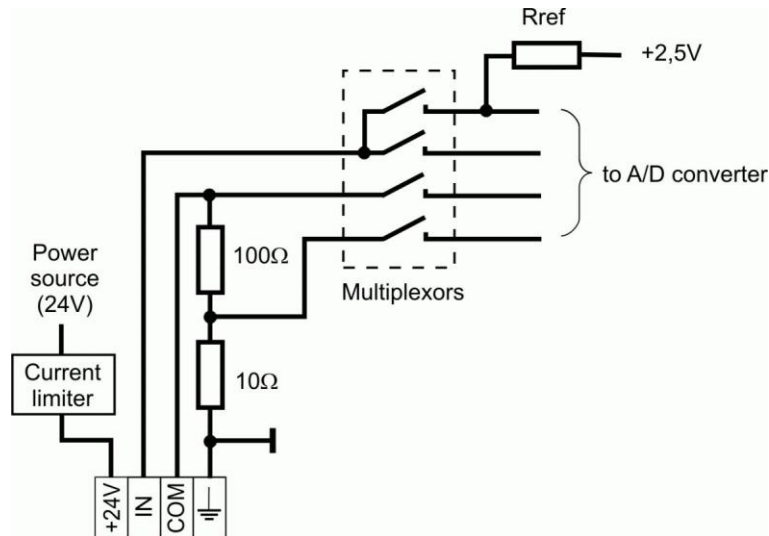 Rref
+2,5V
to A/D converter
100Ω
Multiplexors
10Ω
Power
source
(24V)
Current
limiter
+24V
IN
COM